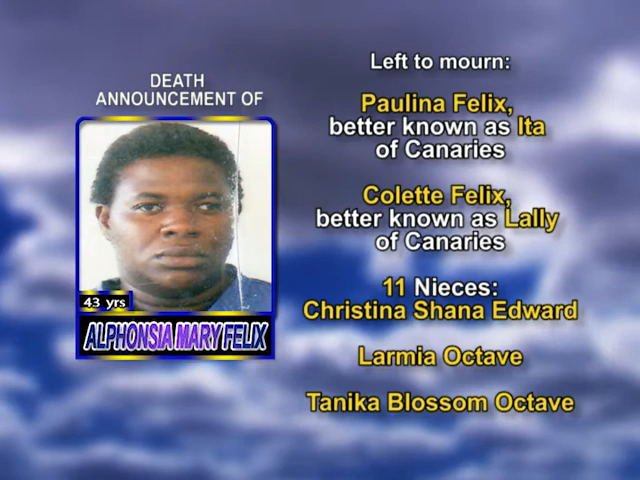 DEATH
ANNOUNCEMENT OF
43 yrs
ALPHONSIA MARY FELIX
Left to mourn:
Paulina Felix,
better known as Ita
of Canaries
Colette Felix,
better known as Lally
of Canaries
11 Nieces:
Christina Shana Edward
Larmia Octave
Tanika Blossom Octave